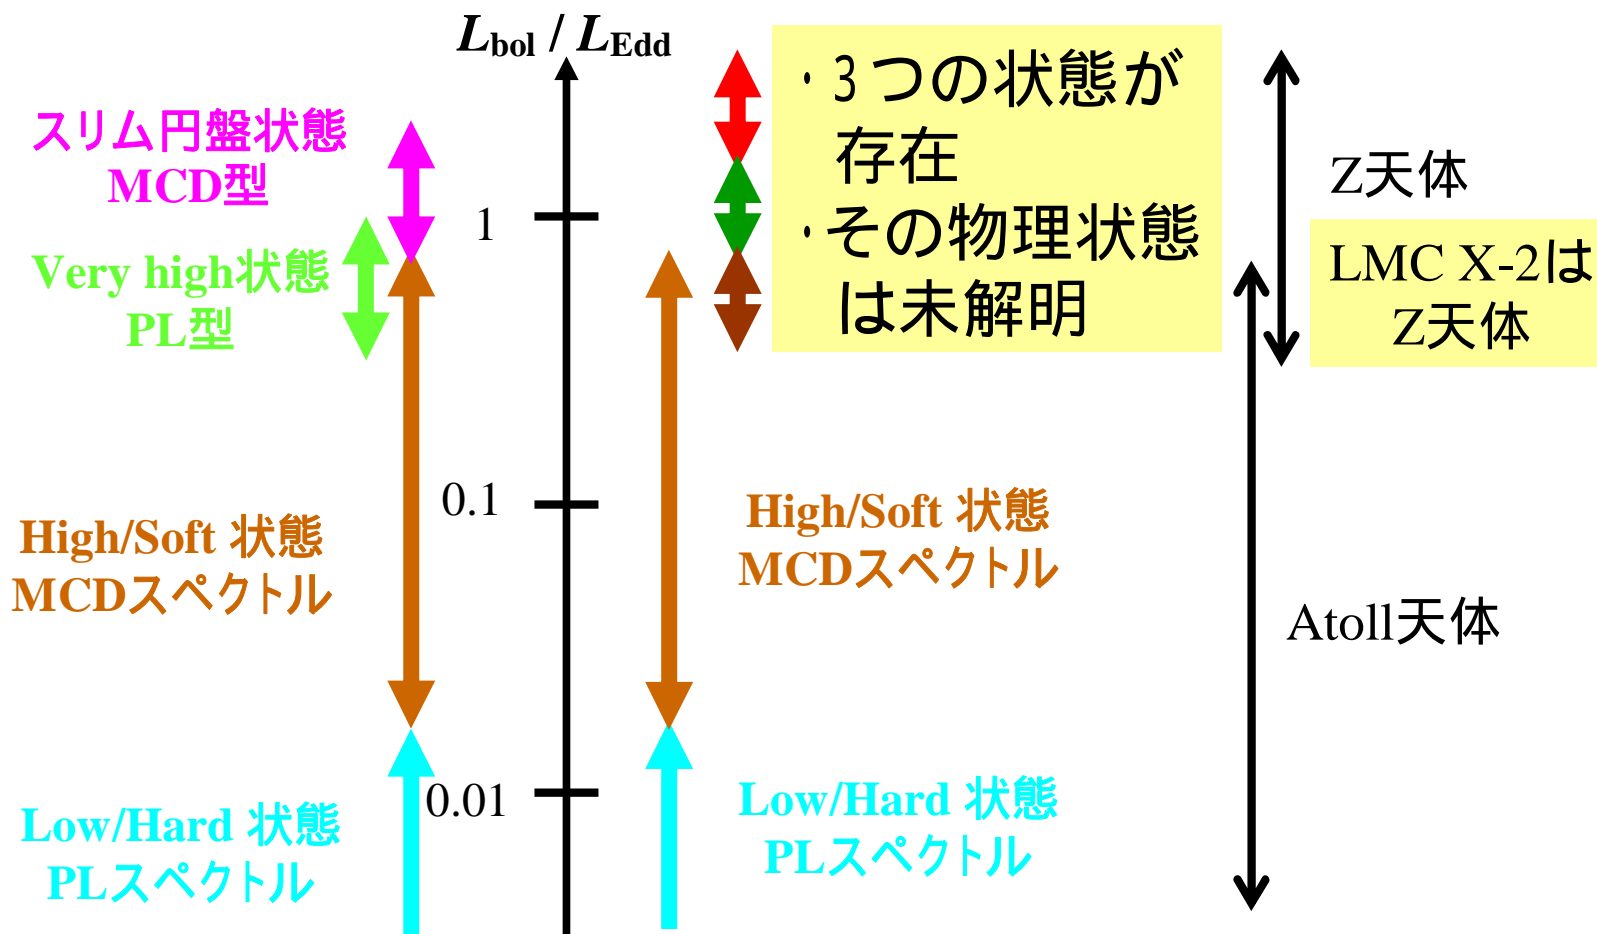 L_bol / L_Edd
・3つの状態が
存在
・その物理状態
は未解明
スリム円盤状態
MCD型
Very high状態
PL型
1
0.1
0.01
High/Soft 状態
MCDスペクトル
Low/Hard 状態
PLスペクトル
High/Soft 状態
MCDスペクトル
Low/Hard 状態
PLスペクトル
Z天体
LMC X-2は
Z天体
Atoll天体